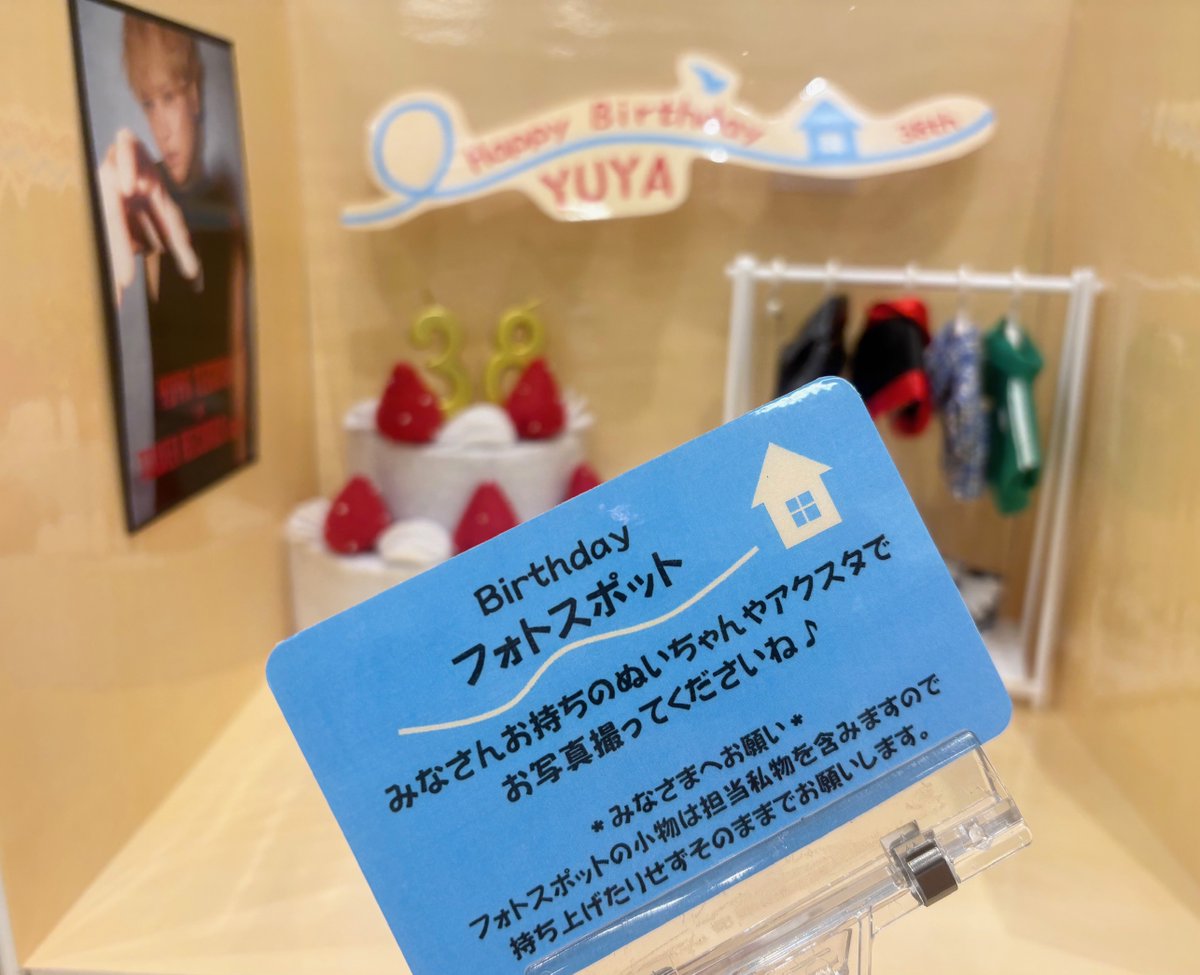 Happy Birthday
38th
YUYA
38
Birthday
フォトスポット
みなさんお持ちのぬいちゃんやアクスタで
お写真撮ってくださいね♪
*みなさまへお願い*
フォトスポットの小物は担当私物を含みますので
持ち上げたりせずそのままでお願いします。